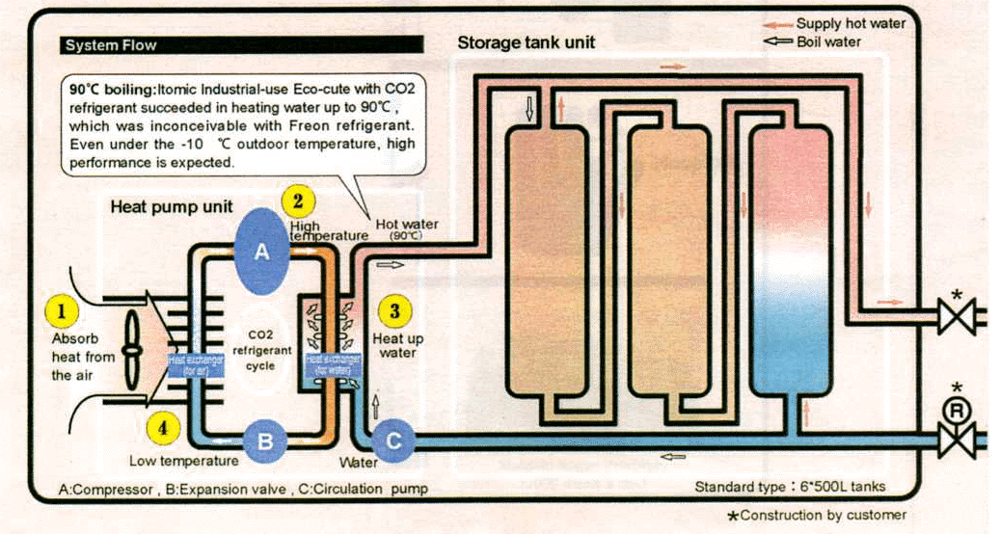 System Flow
Storage tank unit
Supply hot water
Boil water
90℃ boiling:Itomic Industrial-use Eco-cute with CO2
refrigerant succeeded in heating water up to 90℃ ,
which was inconceivable with Freon refrigerant.
Even under the -10 ℃ outdoor temperature, high
performance is expected.
Heat pump unit
2
High
temperature
Hot water
(90℃)
A
1
Absorb
heat from
the air
CO2
refrigerant
cycle
3
Heat up
water
Heat exchanger
(for air)
Heat exchanger
(for water)
4
Low temperature
B
Water
C
*
*
R
A:Compressor , B:Expansion valve , C:Circulation pump
Standard type : 6*500L tanks
*Construction by customer